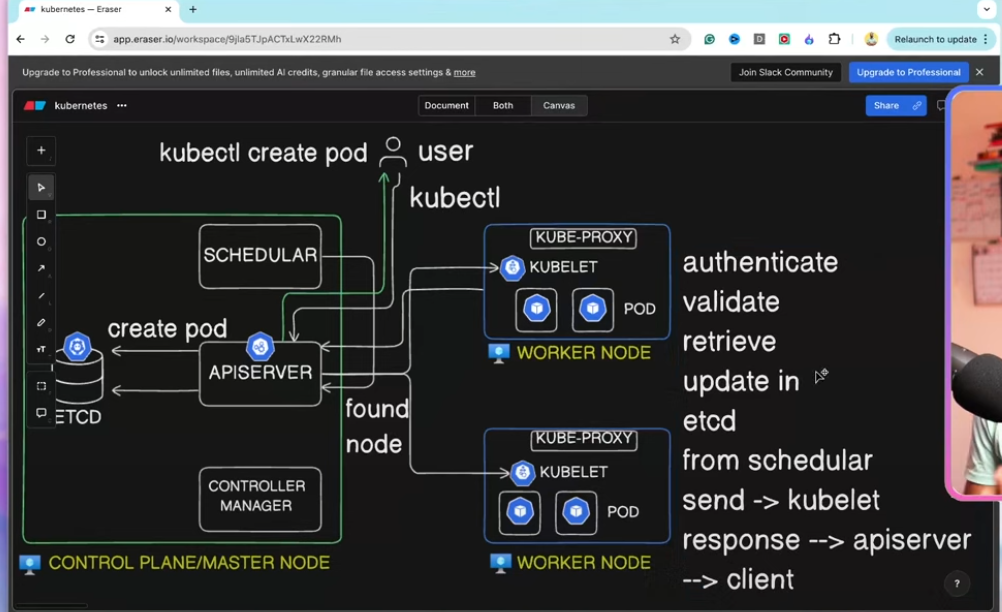 kubernetes — Eraser
app.eraser.io/workspace/9jla5TJpACTxLwX22RMh
Relaunch to update
Upgrade to Professional to unlock unlimited files, unlimited AI credits, granular file access settings & more
Join Slack Community
Upgrade to Professional
kubernetes
Document
Both
Canvas
Share
kubectl create pod
user
kubectl
SCHEDULAR
create pod
APISERVER
ETCD
found
node
CONTROLLER
MANAGER
CONTROL PLANE/MASTER NODE
KUBE-PROXY
KUBELET
POD
WORKER NODE
KUBE-PROXY
KUBELET
POD
WORKER NODE
authenticate
validate
retrieve
update in
etcd
from schedular
send -> kubelet
response --> apiserver
--> client
?